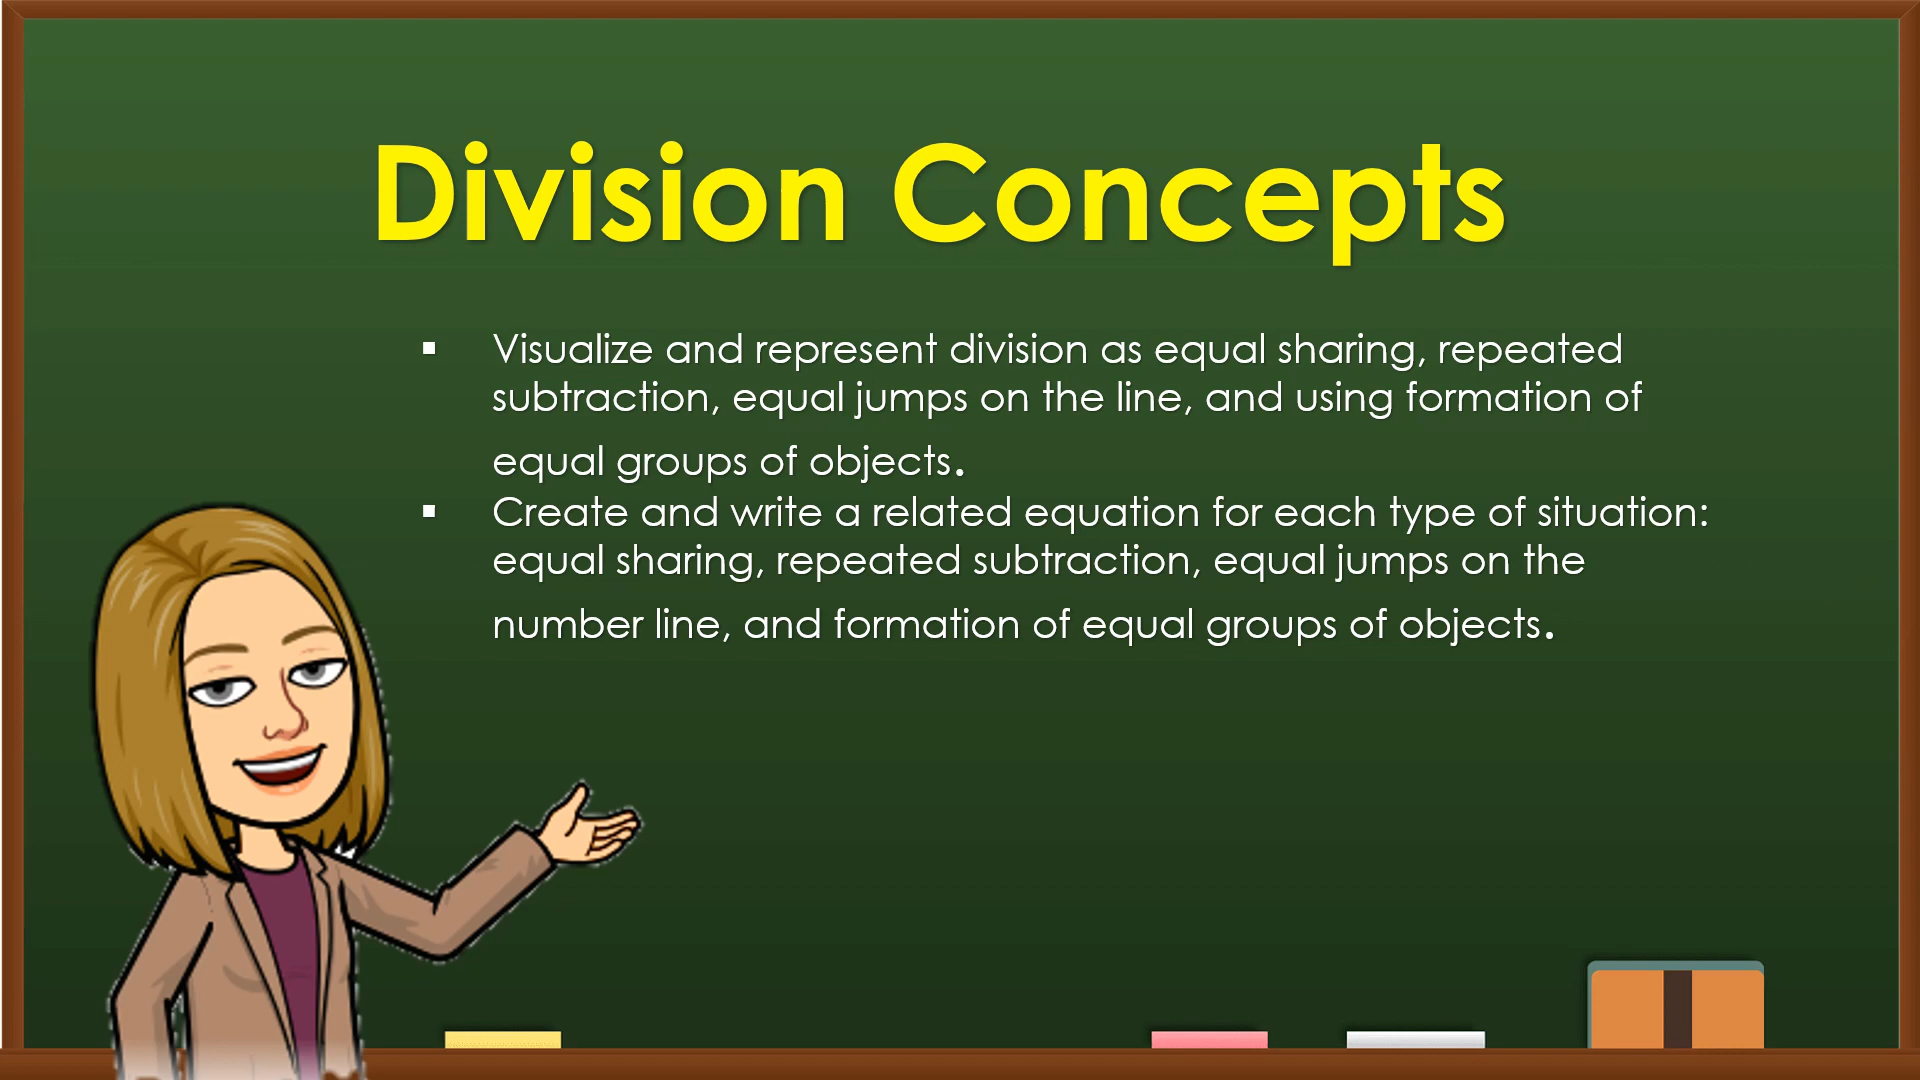 Division Concepts
▪ Visualize and represent division as equal sharing, repeated
subtraction, equal jumps on the line, and using formation of
equal groups of objects.
▪ Create and write a related equation for each type of situation:
equal sharing, repeated subtraction, equal jumps on the
number line, and formation of equal groups of objects.